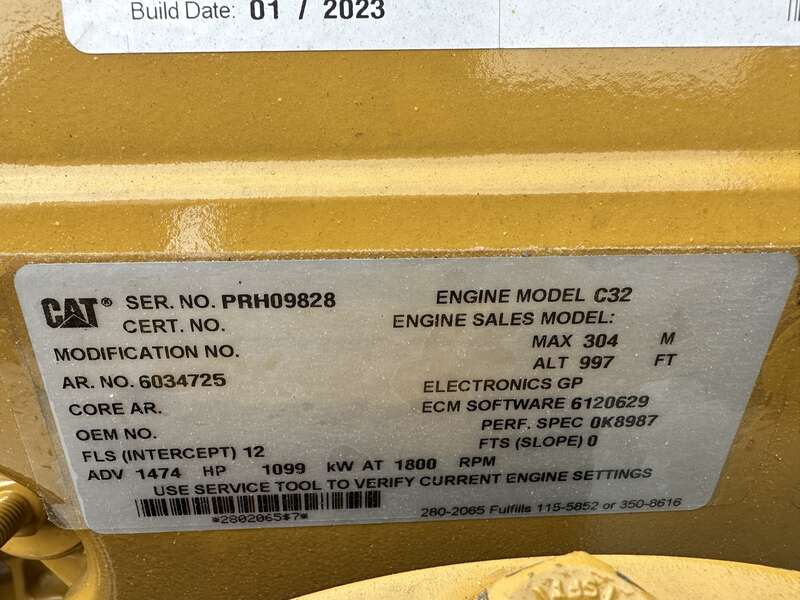 Build Date: 01 / 2023
CAT® SER. NO. PRH09828 ENGINE MODEL C32
CERT. NO. ENGINE SALES MODEL:
MODIFICATION NO. MAX 304 M
ALT 997 FT
AR. NO. 6034725 ELECTRONICS GP
CORE AR. ECM SOFTWARE 6120629
OEM NO. PERF. SPEC 0K8987
FLS (INTERCEPT) 12 FTS (SLOPE) 0
ADV 1474 HP 1099 kW AT 1800 RPM
USE SERVICE TOOL TO VERIFY CURRENT ENGINE SETTINGS
*2802065$7* 280-2065 Fulfills 115-5852 or 350-8616